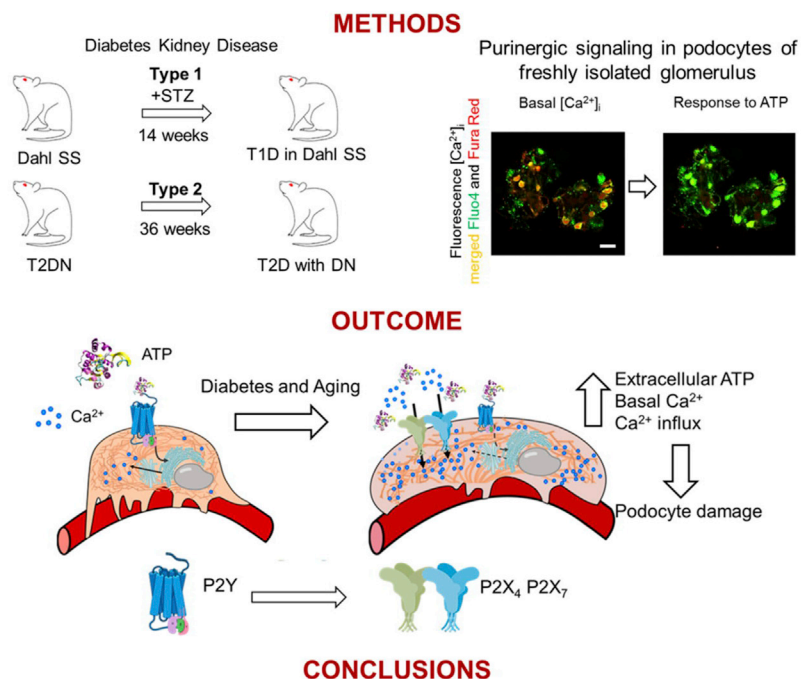 METHODS
Diabetes Kidney Disease
Type 1
+STZ
14 weeks
Dahl SS
T1D in Dahl SS
Type 2
36 weeks
T2DN
T2D with DN
Purinergic signaling in podocytes of
freshly isolated glomerulus
Basal [Ca²⁺]ᵢ
Response to ATP
Fluorescence [Ca²⁺]ᵢ
merged Fluo4 and Fura Red
OUTCOME
ATP
Ca²⁺
Diabetes and Aging
Extracellular ATP
Basal Ca²⁺
Ca²⁺ influx
Podocyte damage
P2Y
P2X₄ P2X₇
CONCLUSIONS